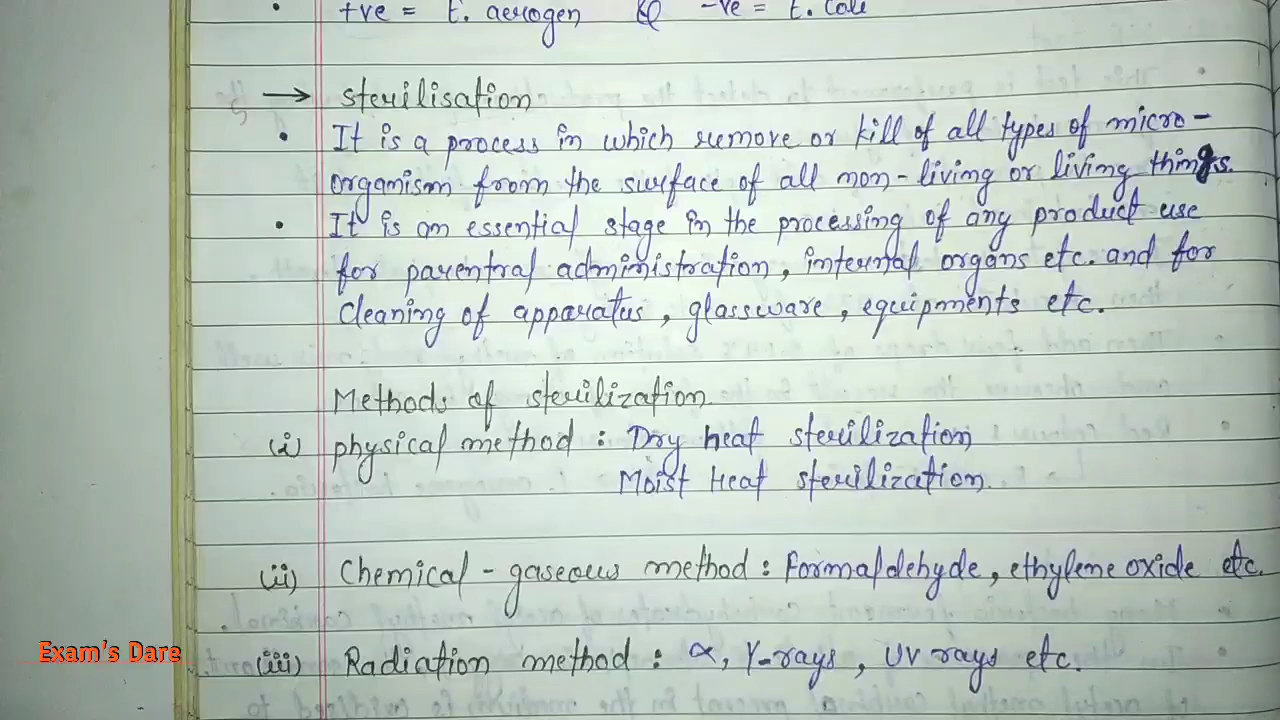 • +ve = E. aerogen & -ve = E. coli
→ Sterilisation
• It is a process in which remove or kill of all types of micro-
organism from the surface of all non-living or living things.
• It is an essential stage in the processing of any product use
for parentral administration, internal organs etc. and for
cleaning of apparatus, glassware, equipments etc.
Methods of sterilization
(i) physical method : Dry heat sterilization,
Moist Heat sterilization.
(ii) Chemical - gaseous method : Formaldehyde, ethylene oxide etc.
(iii) Radiation method : α, γ-rays, UV rays etc.
Exam's Dare